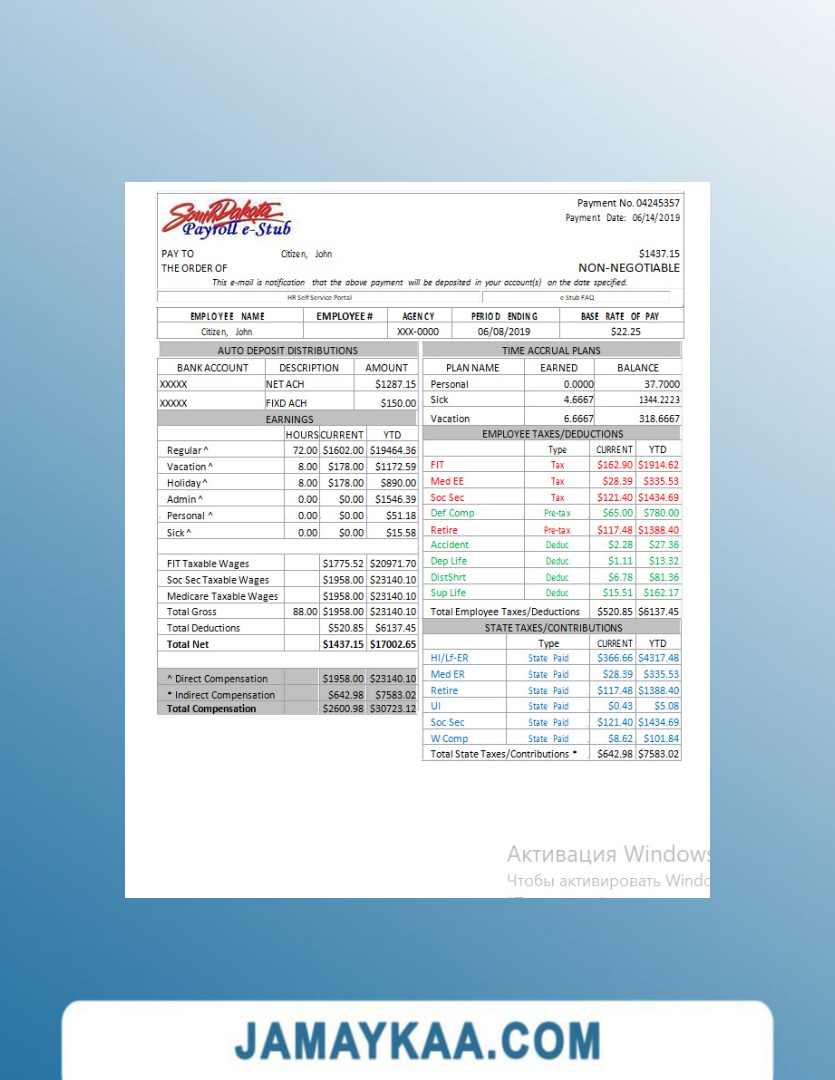 South Dakota
Payroll e-Stub
Payment No. 04245357
Payment Date: 06/14/2019
PAY TO Citizen, John $1437.15
THE ORDER OF NON-NEGOTIABLE
This e-mail is notification that the above payment will be deposited in your account(s) on the date specified.
HR Self Service Portal e Stub FAQ
EMPLOYEE NAME EMPLOYEE # AGENCY PERIOD ENDING BASE RATE OF PAY
Citizen, John XXX-0000 06/08/2019 $22.25
AUTO DEPOSIT DISTRIBUTIONS
BANK ACCOUNT DESCRIPTION AMOUNT
XXXXX NET ACH $1287.15
XXXXX FIXD ACH $150.00
EARNINGS
HOURS CURRENT YTD
Regular ^ 72.00 $1602.00 $19464.36
Vacation ^ 8.00 $178.00 $1172.59
Holiday ^ 8.00 $178.00 $890.00
Admin ^ 0.00 $0.00 $1546.39
Personal ^ 0.00 $0.00 $51.18
Sick ^ 0.00 $0.00 $15.58
FIT Taxable Wages $1775.52 $20971.70
Soc Sec Taxable Wages $1958.00 $23140.10
Medicare Taxable Wages $1958.00 $23140.10
Total Gross 88.00 $1958.00 $23140.10
Total Deductions $520.85 $6137.45
Total Net $1437.15 $17002.65
^ Direct Compensation $1958.00 $23140.10
* Indirect Compensation $642.98 $7583.02
Total Compensation $2600.98 $30723.12
TIME ACCRUAL PLANS
PLAN NAME EARNED BALANCE
Personal 0.0000 37.7000
Sick 4.6667 1344.2223
Vacation 6.6667 318.6667
EMPLOYEE TAXES/DEDUCTIONS
Type CURRENT YTD
FIT Tax $162.90 $1914.62
Med EE Tax $28.39 $335.53
Soc Sec Tax $121.40 $1434.69
Def Comp Pre-tax $65.00 $780.00
Retire Pre-tax $117.48 $1388.40
Accident Deduc $2.28 $27.36
Dep Life Deduc $1.11 $13.32
DistShrt Deduc $6.78 $81.36
Sup Life Deduc $15.51 $162.17
Total Employee Taxes/Deductions $520.85 $6137.45
STATE TAXES/CONTRIBUTIONS
Type CURRENT YTD
HI/Lf-ER State Paid $366.66 $4317.48
Med ER State Paid $28.39 $335.53
Retire State Paid $117.48 $1388.40
UI State Paid $0.43 $5.08
Soc Sec State Paid $121.40 $1434.69
W Comp State Paid $8.62 $101.84
Total State Taxes/Contributions * $642.98 $7583.02
Активация Windows
Чтобы активировать Windo
JAMAYKAA.COM